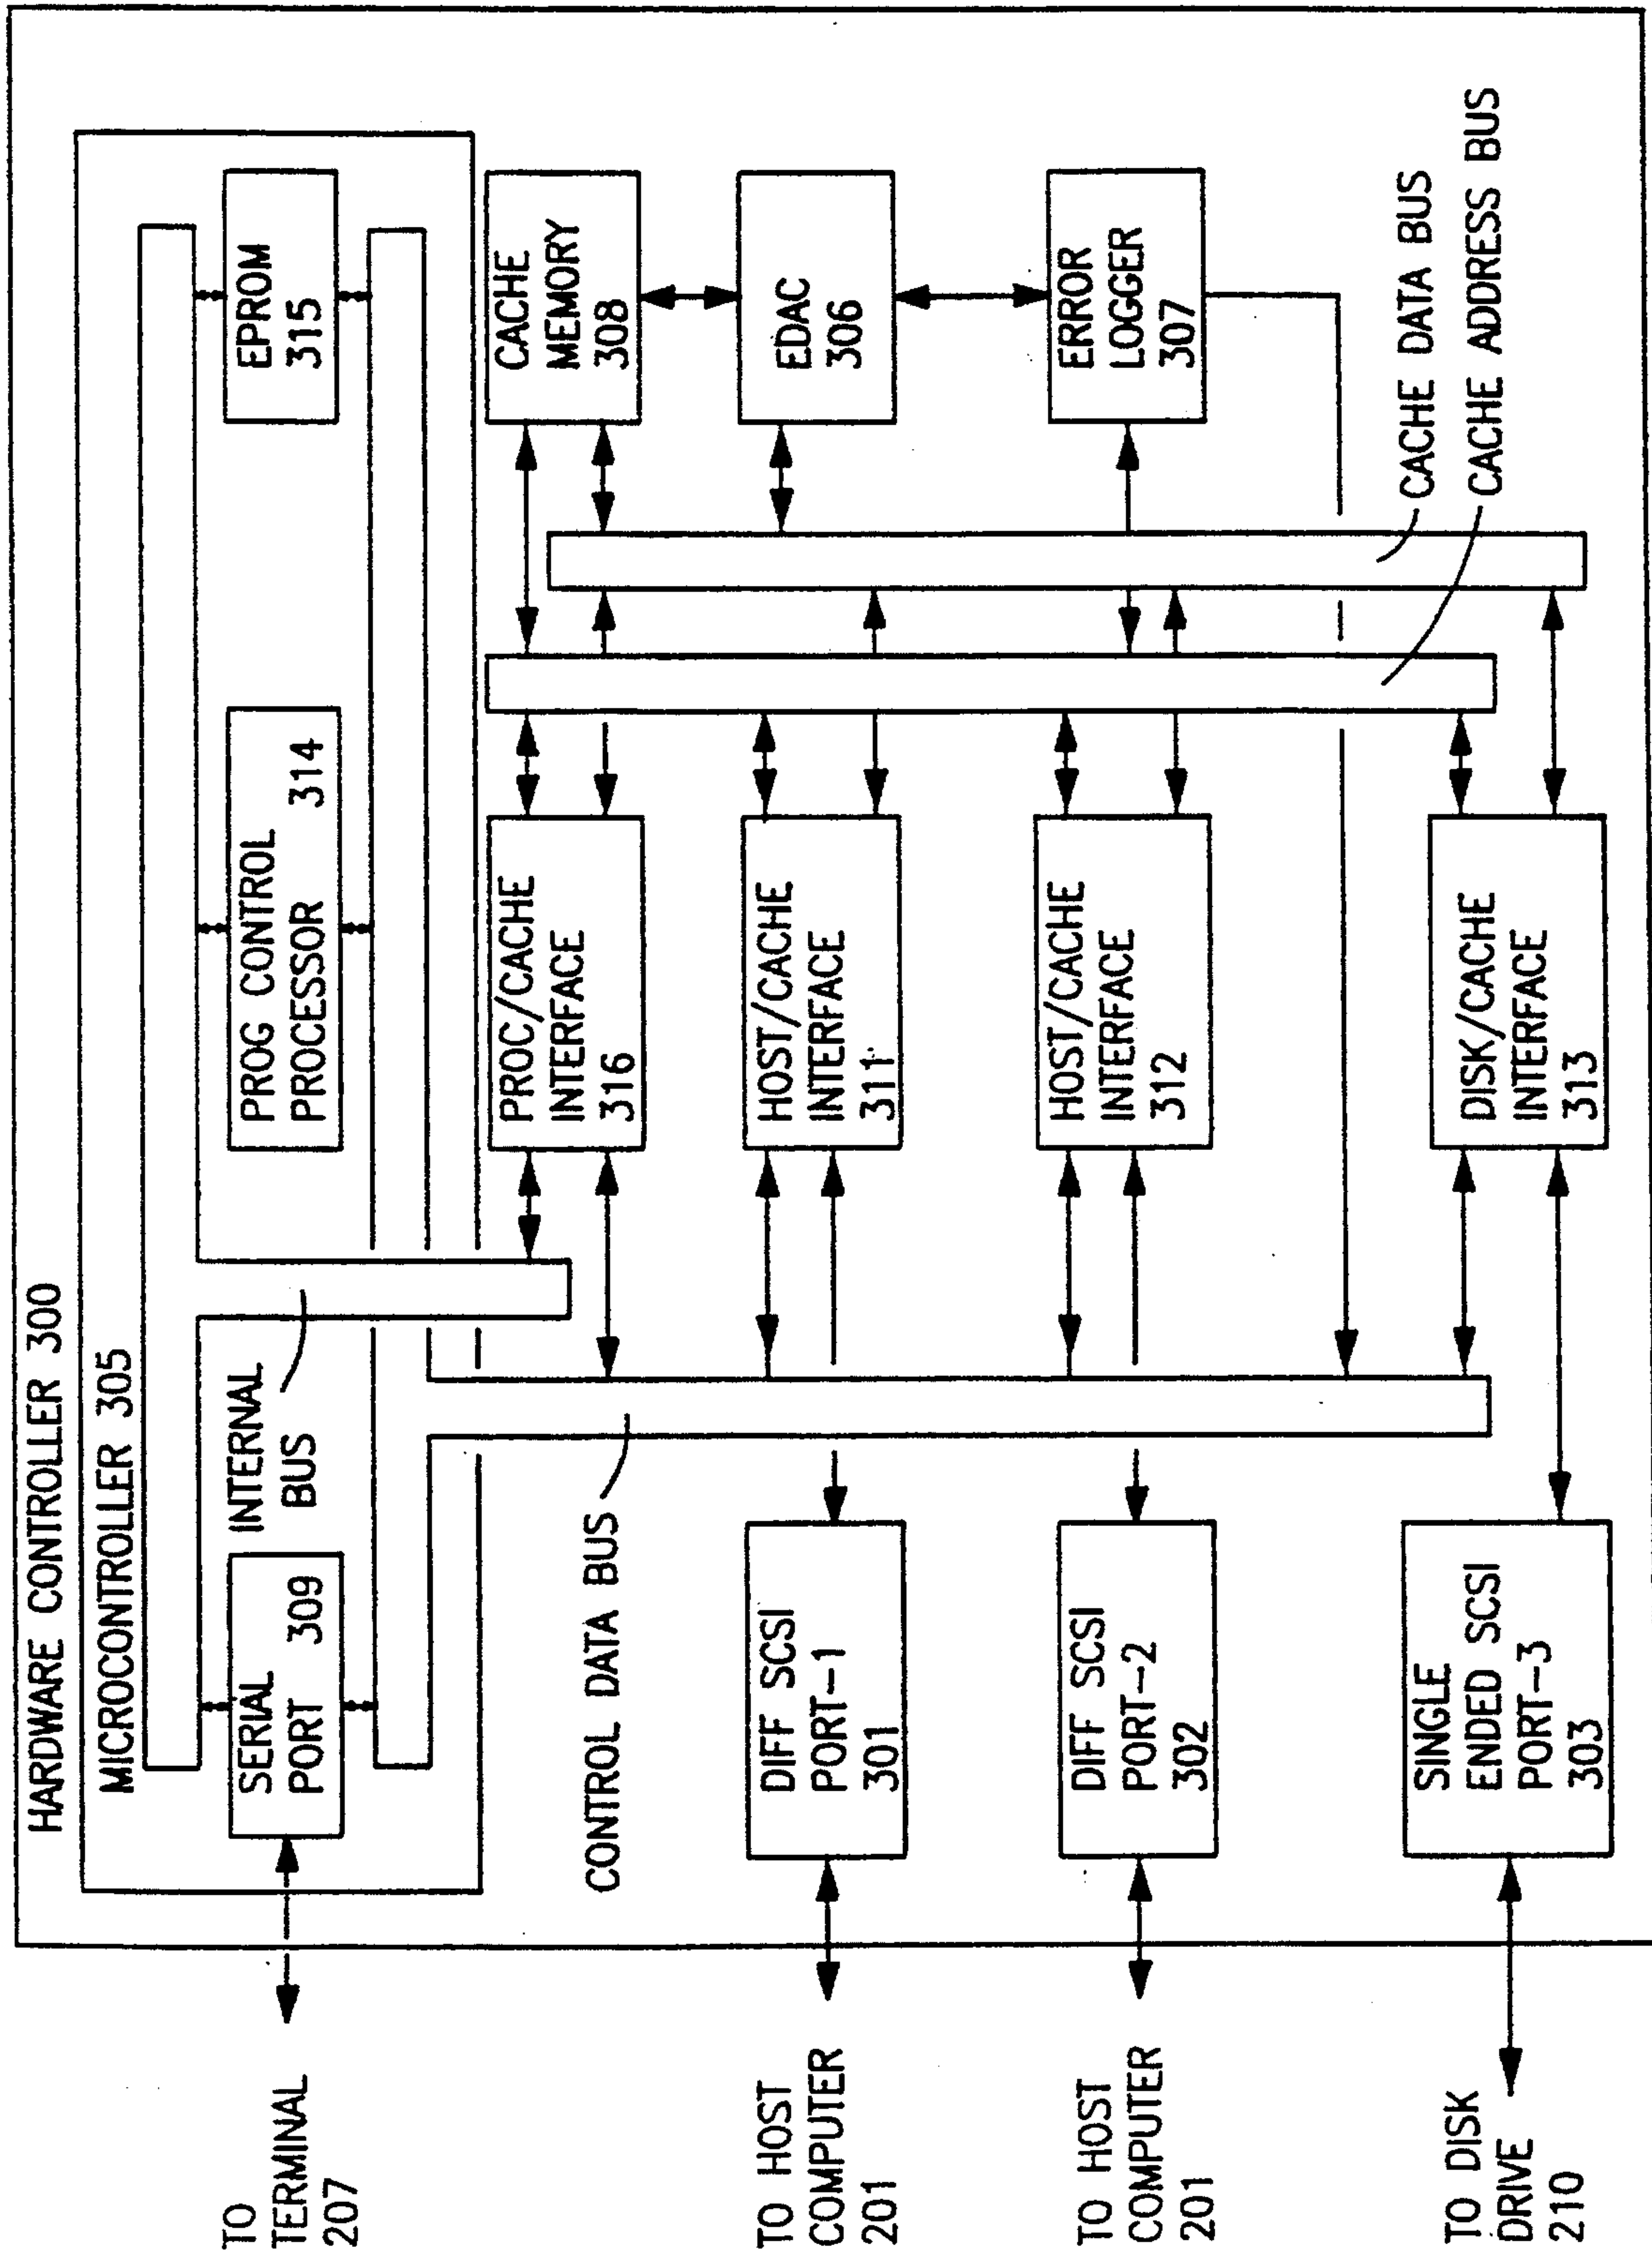 HARDWARE CONTROLLER 300
MICROCONTROLLER 305
TO
TERMINAL
207
SERIAL
PORT 309
INTERNAL
BUS
PROG CONTROL
PROCESSOR 314
EPROM
315
CONTROL DATA BUS
PROC/CACHE
INTERFACE
316
CACHE
MEMORY
308
TO HOST
COMPUTER
201
DIFF SCSI
PORT-1
301
HOST/CACHE
INTERFACE
311
EDAC
306
TO HOST
COMPUTER
201
DIFF SCSI
PORT-2
302
HOST/CACHE
INTERFACE
312
ERROR
LOGGER
307
TO DISK
DRIVE
210
SINGLE
ENDED SCSI
PORT-3
303
DISK/CACHE
INTERFACE
313
CACHE DATA BUS
CACHE ADDRESS BUS